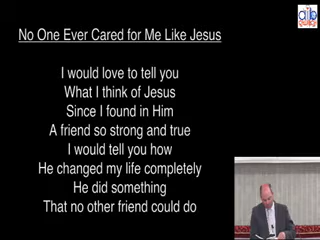 No One Ever Cared for Me Like Jesus
I would love to tell you
What I think of Jesus
Since I found in Him
A friend so strong and true
I would tell you how
He changed my life completely
He did something
That no other friend could do